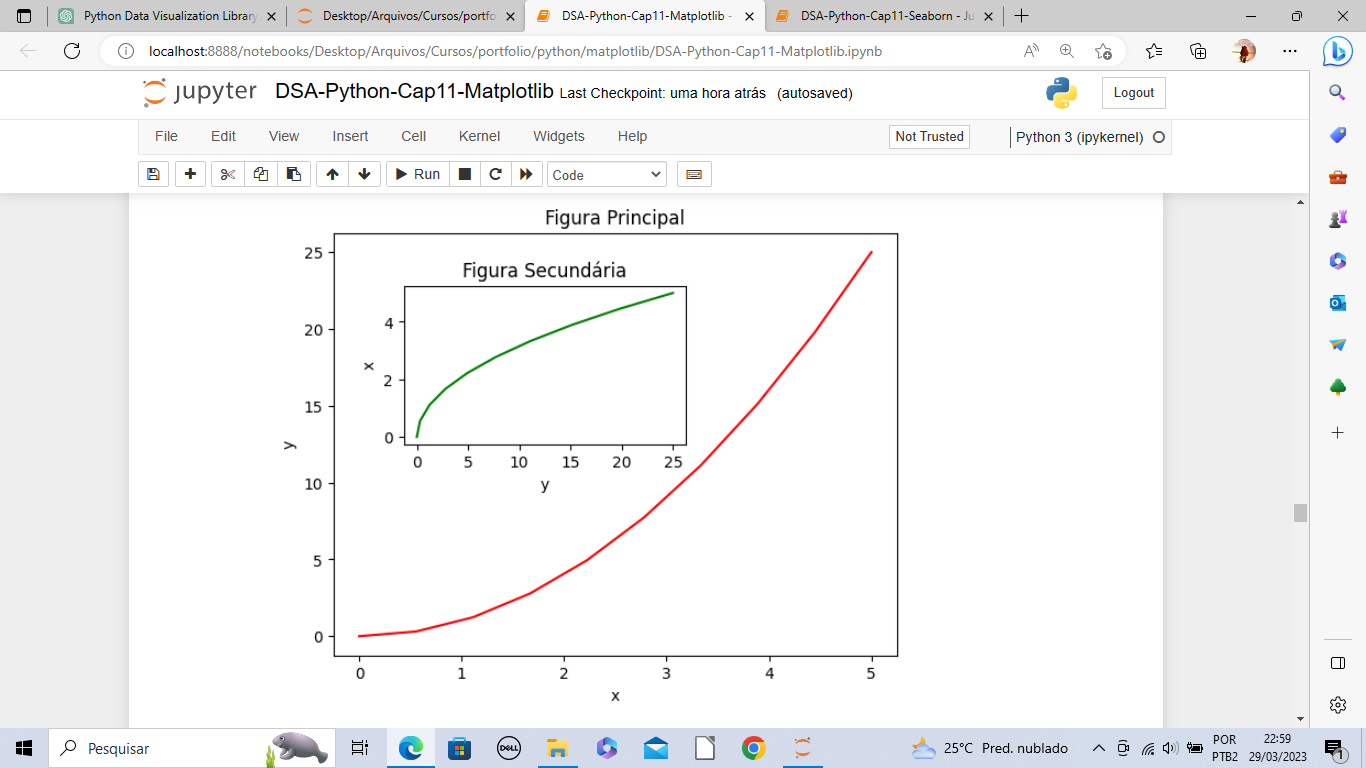 Python Data Visualization Library
Desktop/Arquivos/Cursos/portfo
DSA-Python-Cap11-Matplotlib -
DSA-Python-Cap11-Seaborn - Ju
localhost:8888/notebooks/Desktop/Arquivos/Cursos/portfolio/python/matplotlib/DSA-Python-Cap11-Matplotlib.ipynb
jupyter DSA-Python-Cap11-Matplotlib Last Checkpoint: uma hora atrás (autosaved)
Logout
File Edit View Insert Cell Kernel Widgets Help
Not Trusted
Python 3 (ipykernel)
Run
Code
Figura Principal
25
20
15
10
5
0
y
Figura Secundária
4
2
0
x
0 5 10 15 20 25
y
0 1 2 3 4 5
x
Pesquisar
DELL
25°C Pred. nublado
POR
PTB2
22:59
29/03/2023
1